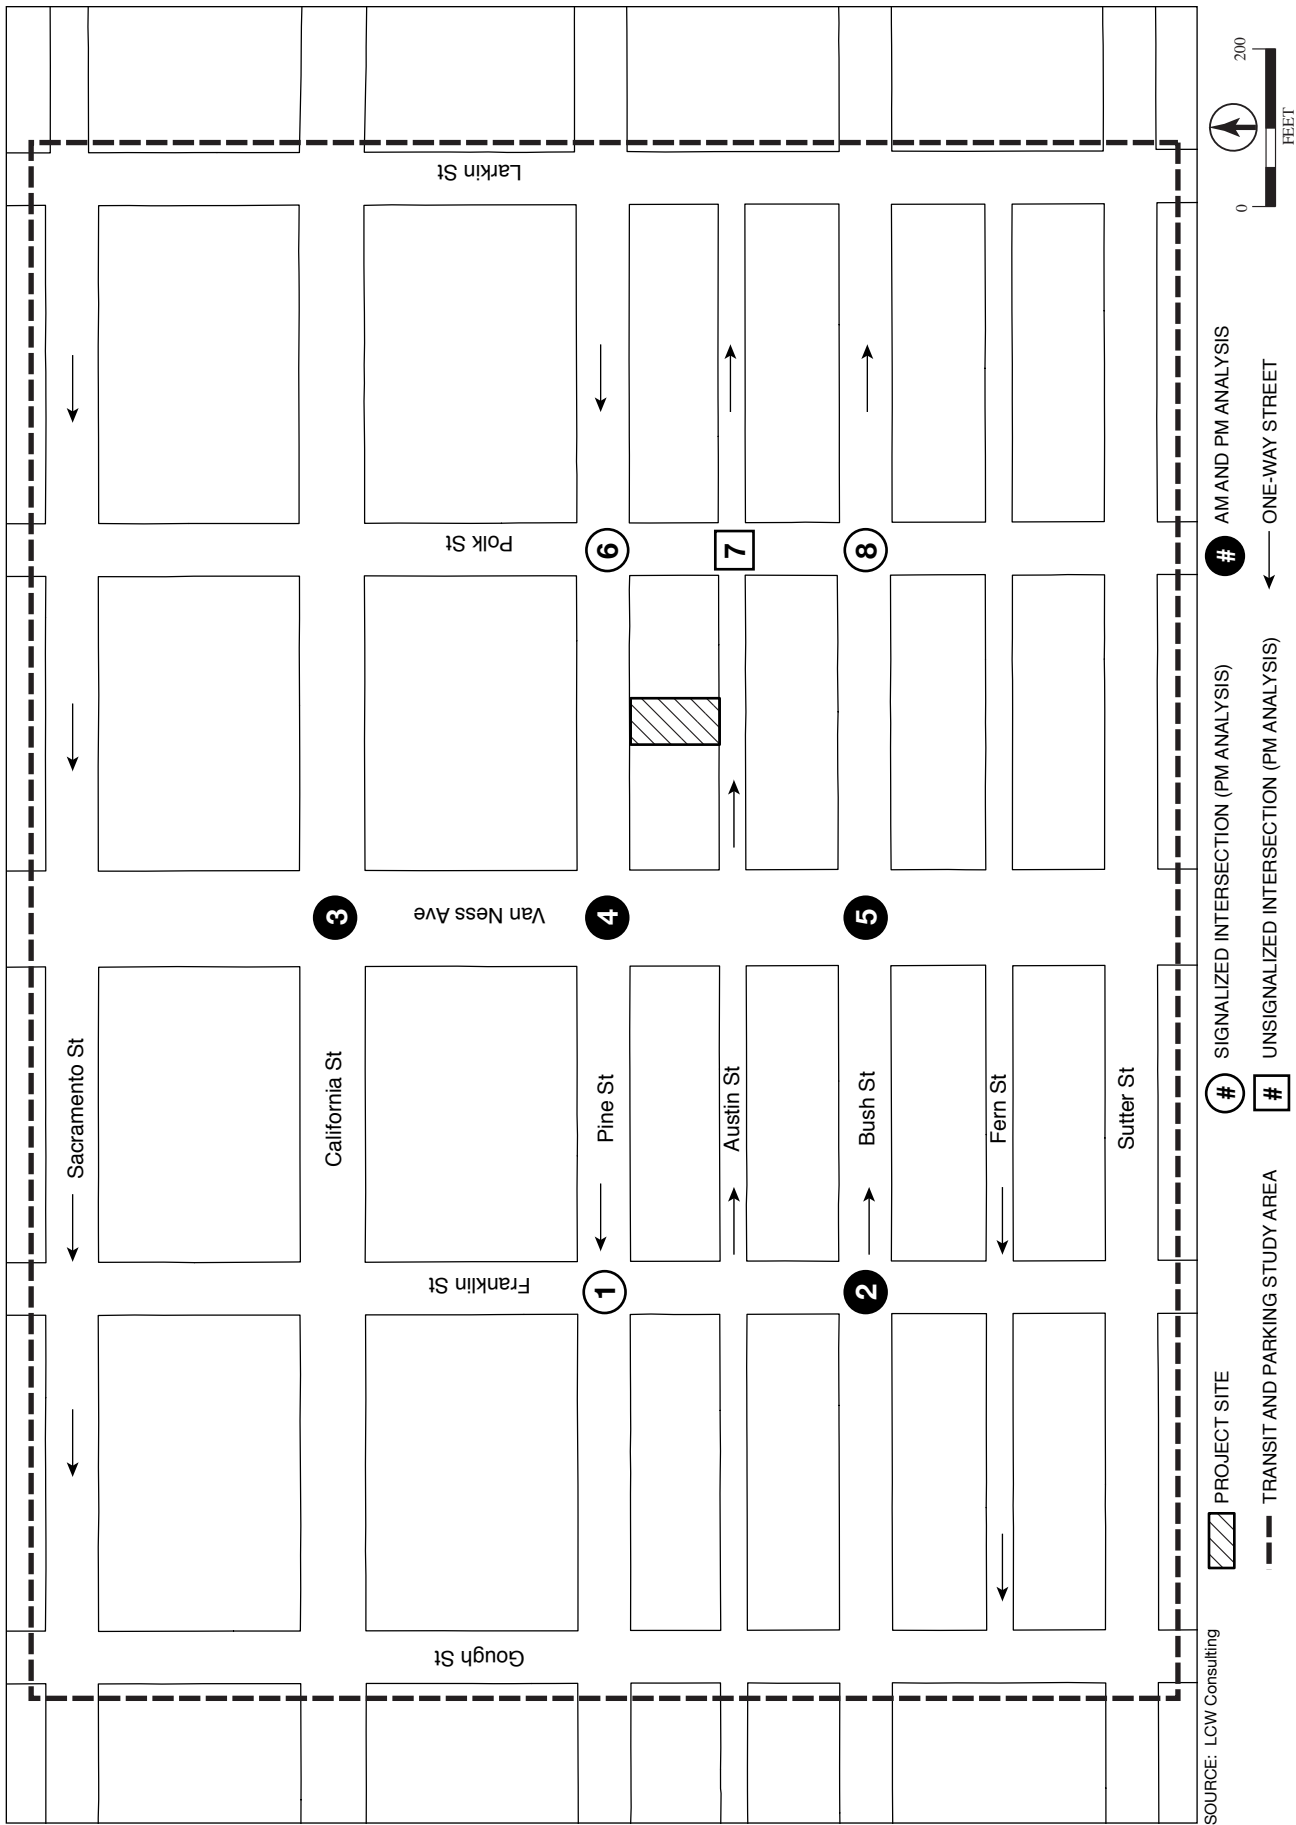 Sacramento St
California St
Pine St
Austin St
Bush St
Fern St
Sutter St
Gough St
Franklin St
Van Ness Ave
Polk St
Larkin St
1
2
3
4
5
6
7
8
SOURCE: LCW Consulting
PROJECT SITE
TRANSIT AND PARKING STUDY AREA
# SIGNALIZED INTERSECTION (PM ANALYSIS)
# UNSIGNALIZED INTERSECTION (PM ANALYSIS)
# AM AND PM ANALYSIS
ONE-WAY STREET
0 200
FEET